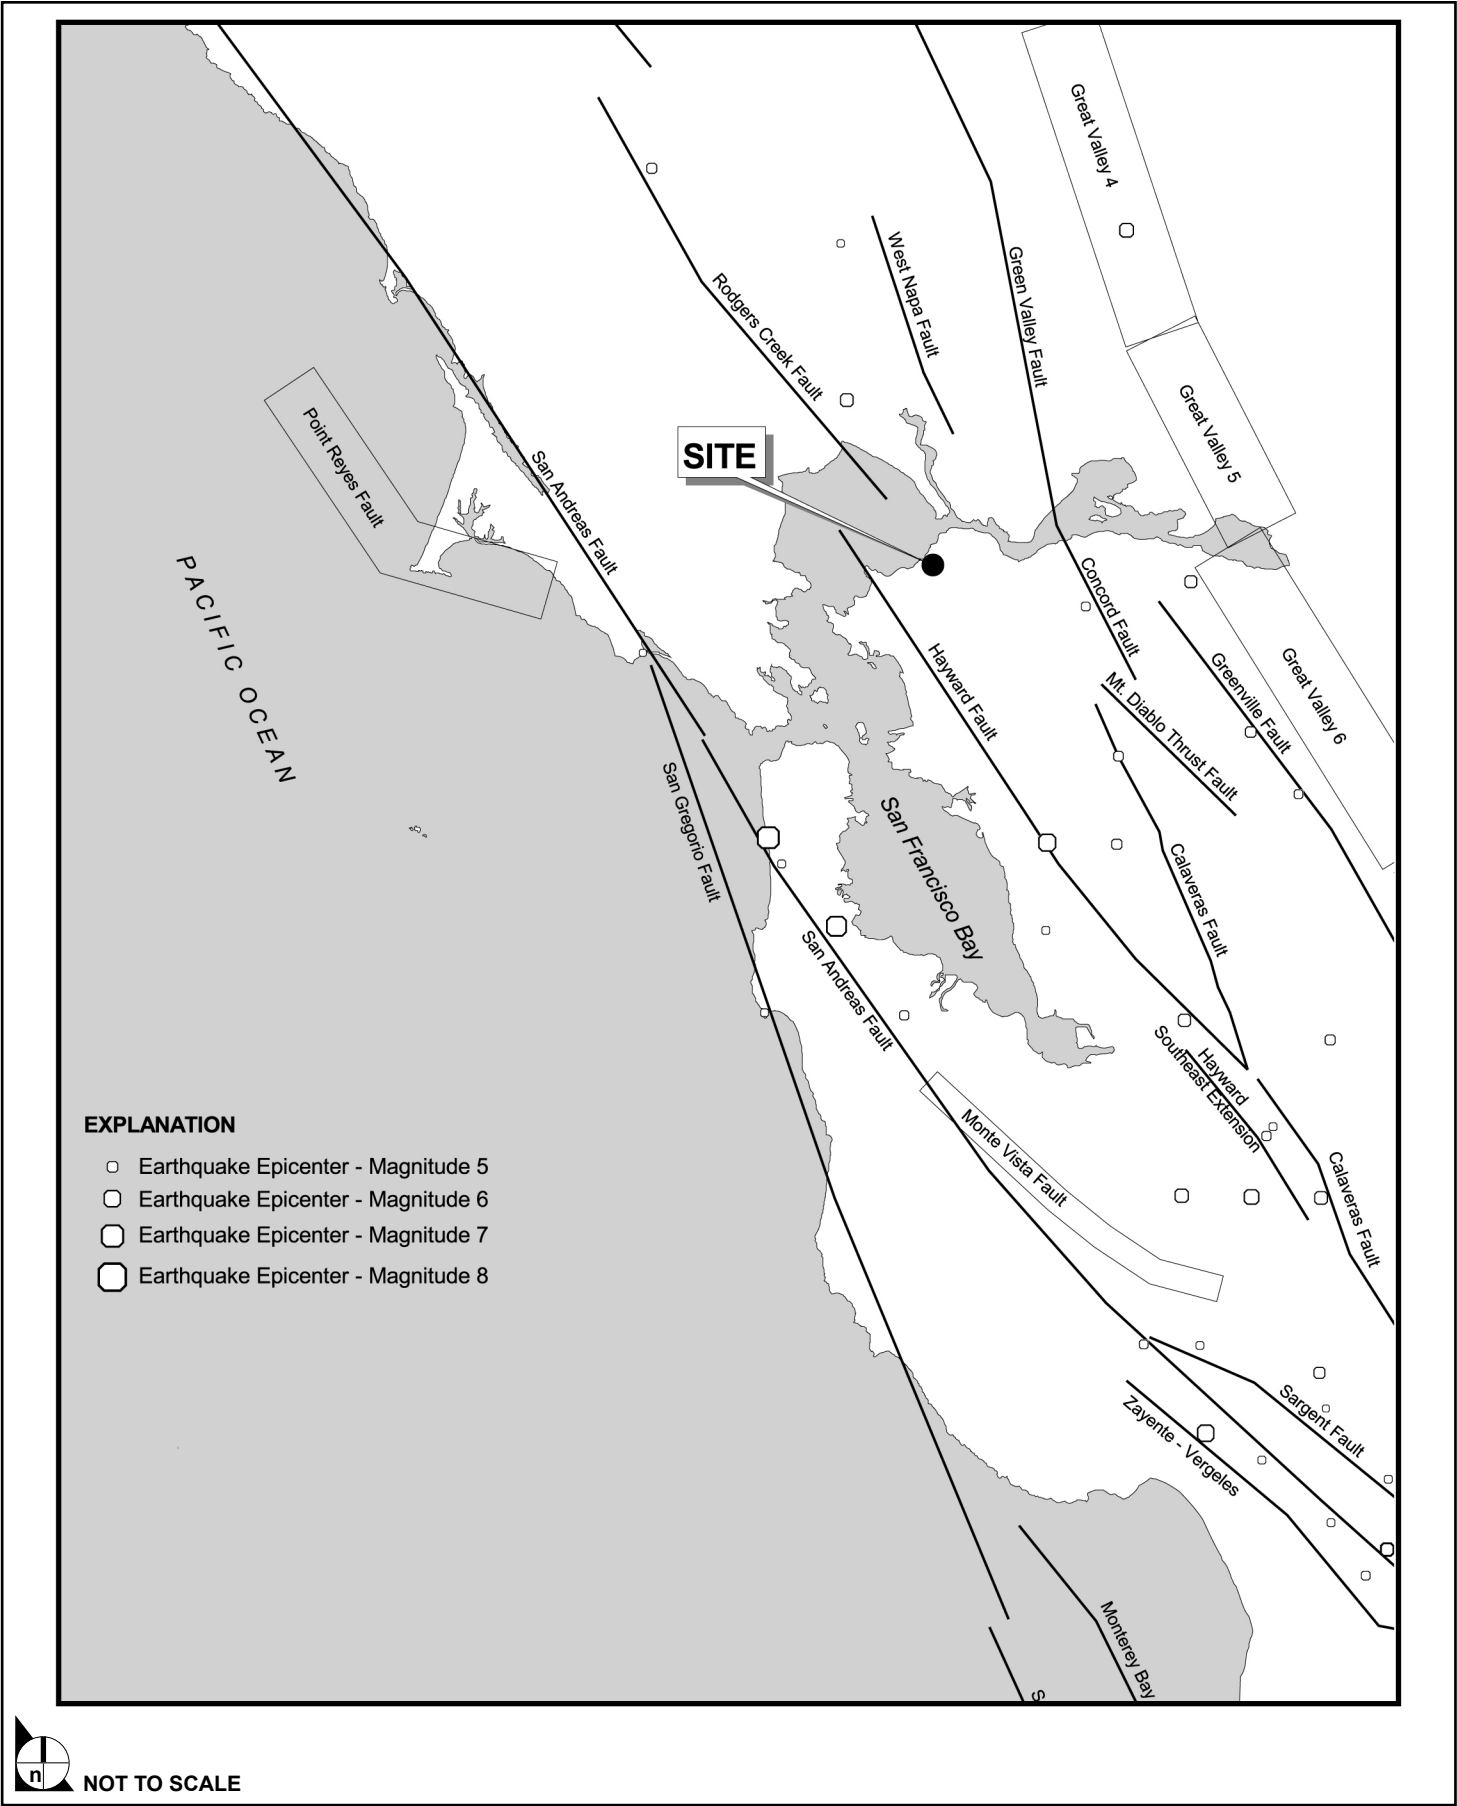 Great Valley 4
West Napa Fault
Green Valley Fault
Rodgers Creek Fault
Great Valley 5
Point Reyes Fault
SITE
San Andreas Fault
PACIFIC OCEAN
Concord Fault
Hayward Fault
Great Valley 6
Greenville Fault
Mt. Diablo Thrust Fault
San Gregorio Fault
San Francisco Bay
Calaveras Fault
San Andreas Fault
Hayward
Southeast Extension
Monte Vista Fault
Calaveras Fault
EXPLANATION
Earthquake Epicenter - Magnitude 5
Earthquake Epicenter - Magnitude 6
Earthquake Epicenter - Magnitude 7
Earthquake Epicenter - Magnitude 8
Sargent Fault
Zayente - Vergeles
Monterey Bay
S
n
NOT TO SCALE